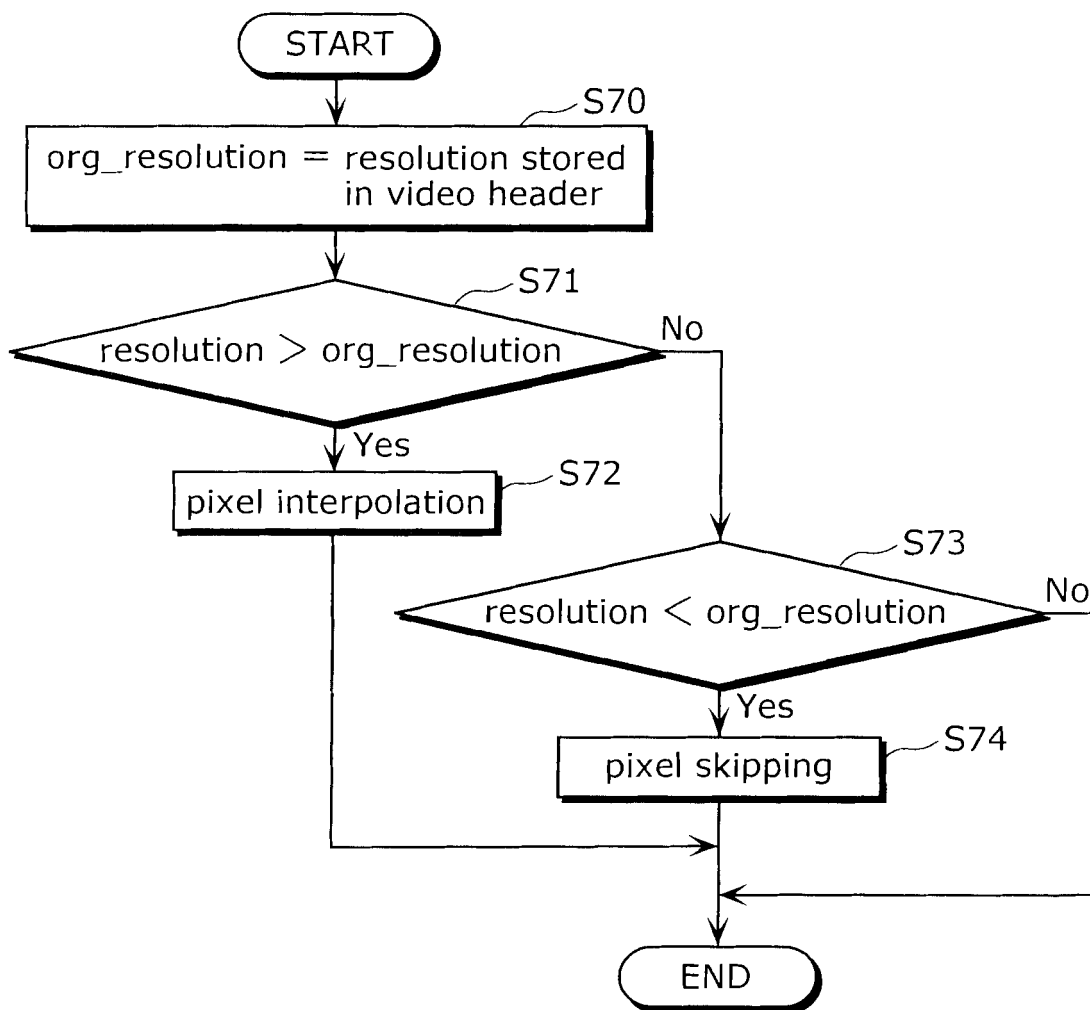 START
S70
org_resolution = resolution stored
in video header
S71
resolution > org_resolution
No
Yes
S72
pixel interpolation
S73
resolution < org_resolution
No
Yes
S74
pixel skipping
END